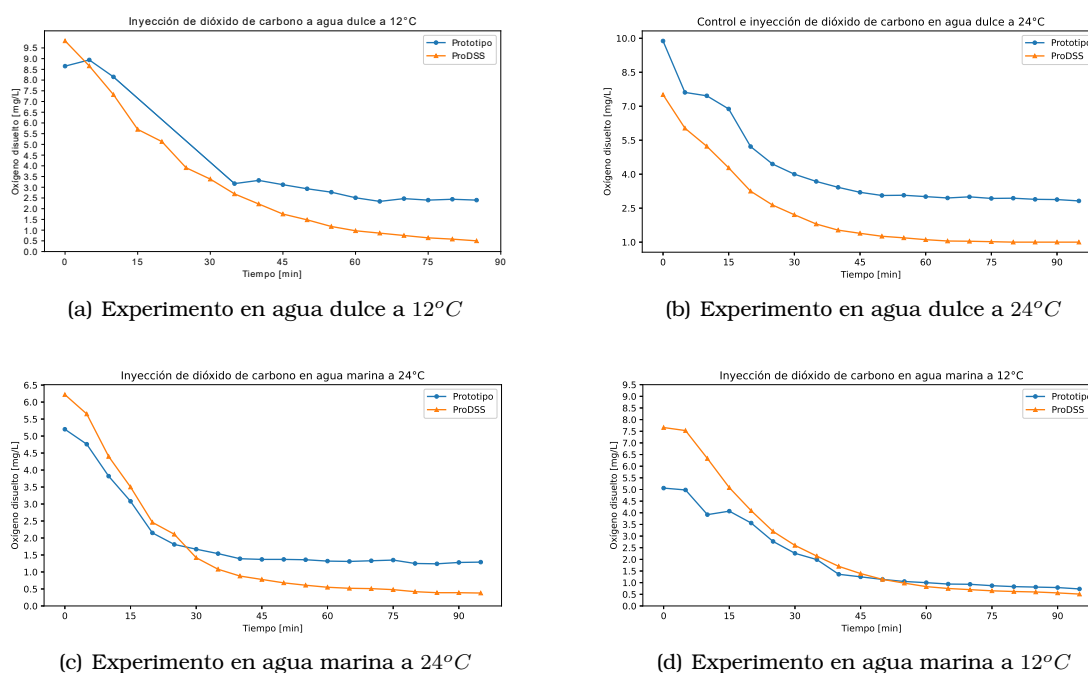 Inyección de dióxido de carbono a agua dulce a 12°C
Oxígeno disuelto [mg/L]
9.5
9.0
8.5
8.0
7.5
7.0
6.5
6.0
5.5
5.0
4.5
4.0
3.5
3.0
2.5
2.0
1.5
1.0
0.5
0.0
Prototipo
ProDSS
0 15 30 45 60 75 90
Tiempo [min]
(a) Experimento en agua dulce a 12°C
Control e inyección de dióxido de carbono en agua dulce a 24°C
Oxígeno disuelto [mg/L]
10.0
8.5
7.0
5.5
4.0
2.5
1.0
Prototipo
ProDSS
0 15 30 45 60 75 90
Tiempo [min]
(b) Experimento en agua dulce a 24°C
Inyección de dióxido de carbono en agua marina a 24°C
Oxígeno disuelto [mg/L]
6.5
6.0
5.5
5.0
4.5
4.0
3.5
3.0
2.5
2.0
1.5
1.0
0.5
0.0
Prototipo
ProDSS
0 15 30 45 60 75 90
Tiempo [min]
(c) Experimento en agua marina a 24°C
Inyección de dióxido de carbono en agua marina a 12°C
Oxígeno disuelto [mg/L]
9.5
9.0
8.5
8.0
7.5
7.0
6.5
6.0
5.5
5.0
4.5
4.0
3.5
3.0
2.5
2.0
1.5
1.0
0.5
0.0
Prototipo
ProDSS
0 15 30 45 60 75 90
Tiempo [min]
(d) Experimento en agua marina a 12°C